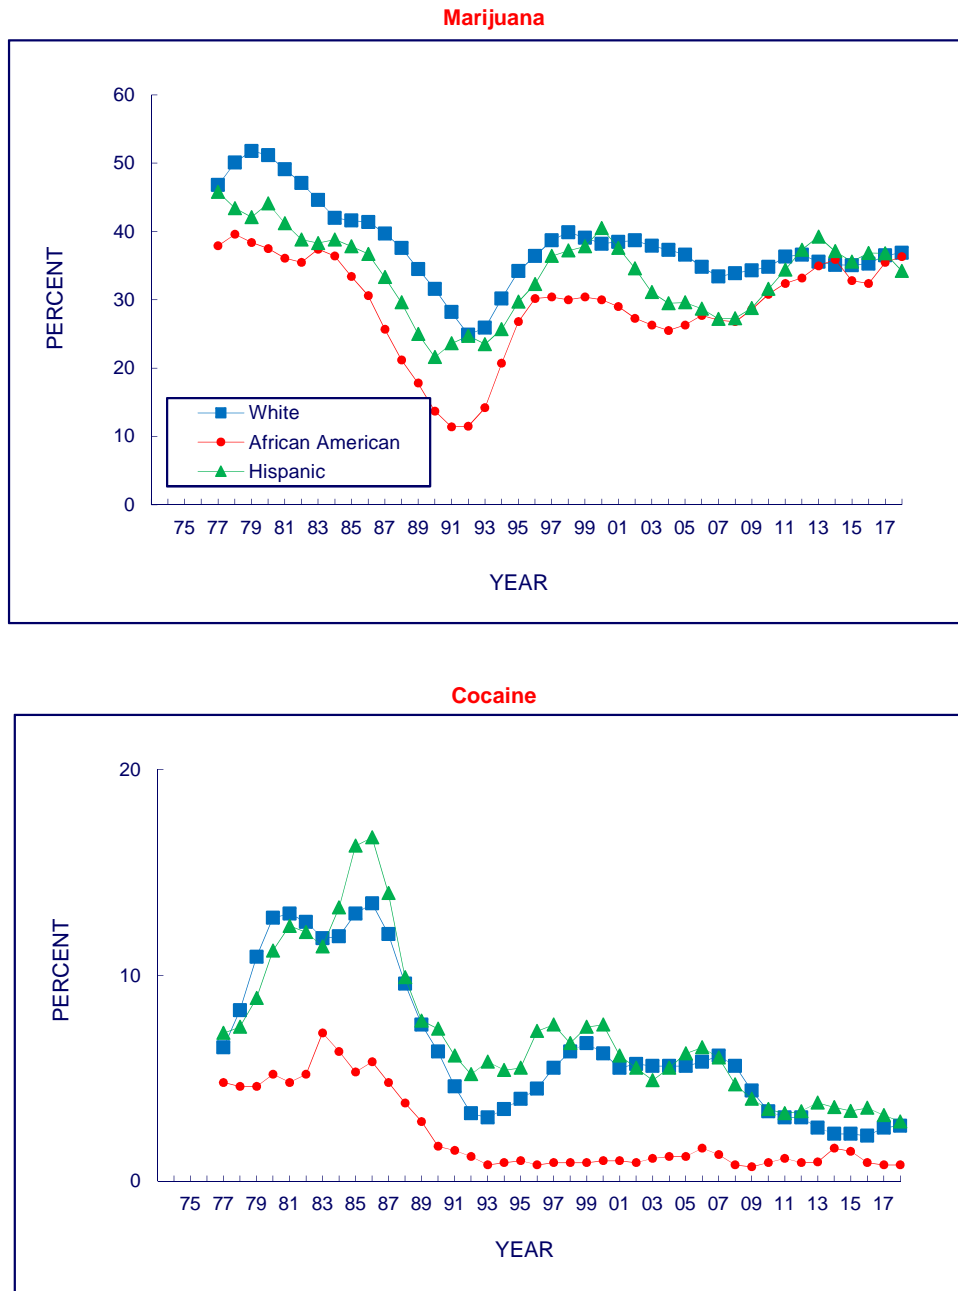 Marijuana
60
50
40
30
20
10
0
PERCENT
White
African American
Hispanic
75 77 79 81 83 85 87 89 91 93 95 97 99 01 03 05 07 09 11 13 15 17
YEAR
Cocaine
20
10
0
PERCENT
75 77 79 81 83 85 87 89 91 93 95 97 99 01 03 05 07 09 11 13 15 17
YEAR